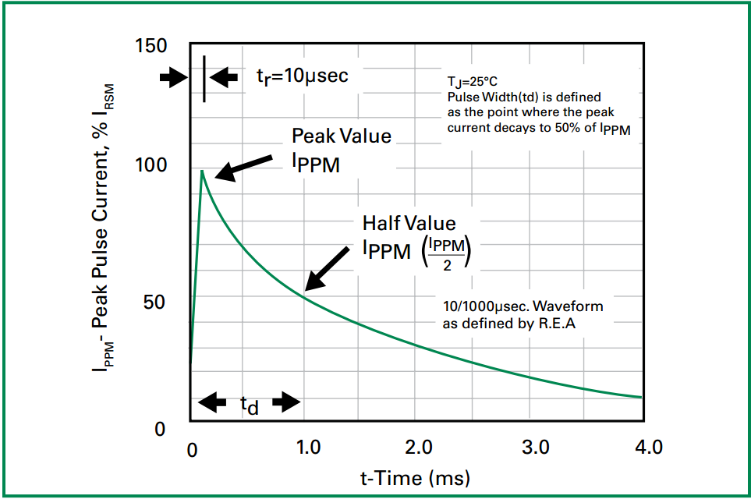 150
100
50
0
IPPM- Peak Pulse Current, % IRSM
tr=10µsec
TJ=25°C
Pulse Width(td) is defined
as the point where the peak
current decays to 50% of IPPM
Peak Value
IPPM
Half Value
IPPM (IPPM/2)
10/1000µsec. Waveform
as defined by R.E.A
td
0 1.0 2.0 3.0 4.0
t-Time (ms)